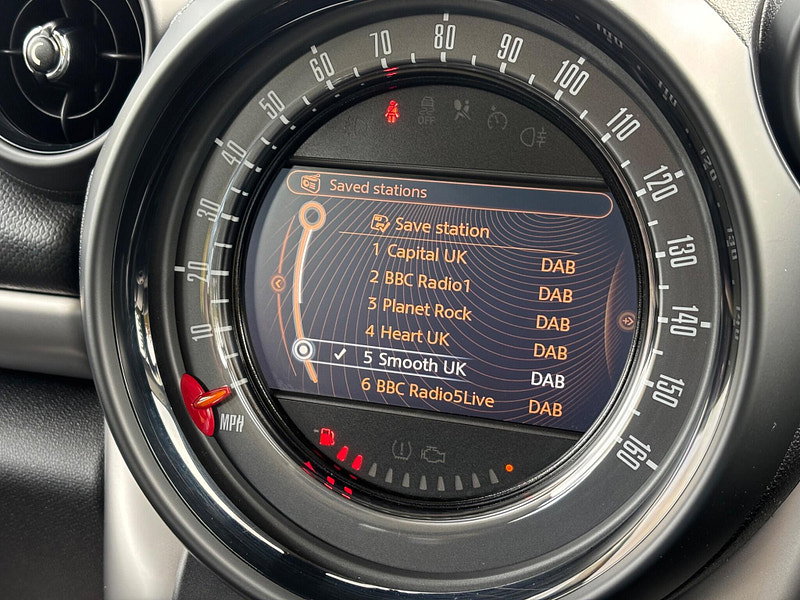 10
20
30
40
50
60
70
80
90
100
110
120
130
140
150
160
MPH
OFF
Saved stations
Save station
1 Capital UK DAB
2 BBC Radio1 DAB
3 Planet Rock DAB
4 Heart UK DAB
✓ 5 Smooth UK DAB
6 BBC Radio5Live DAB